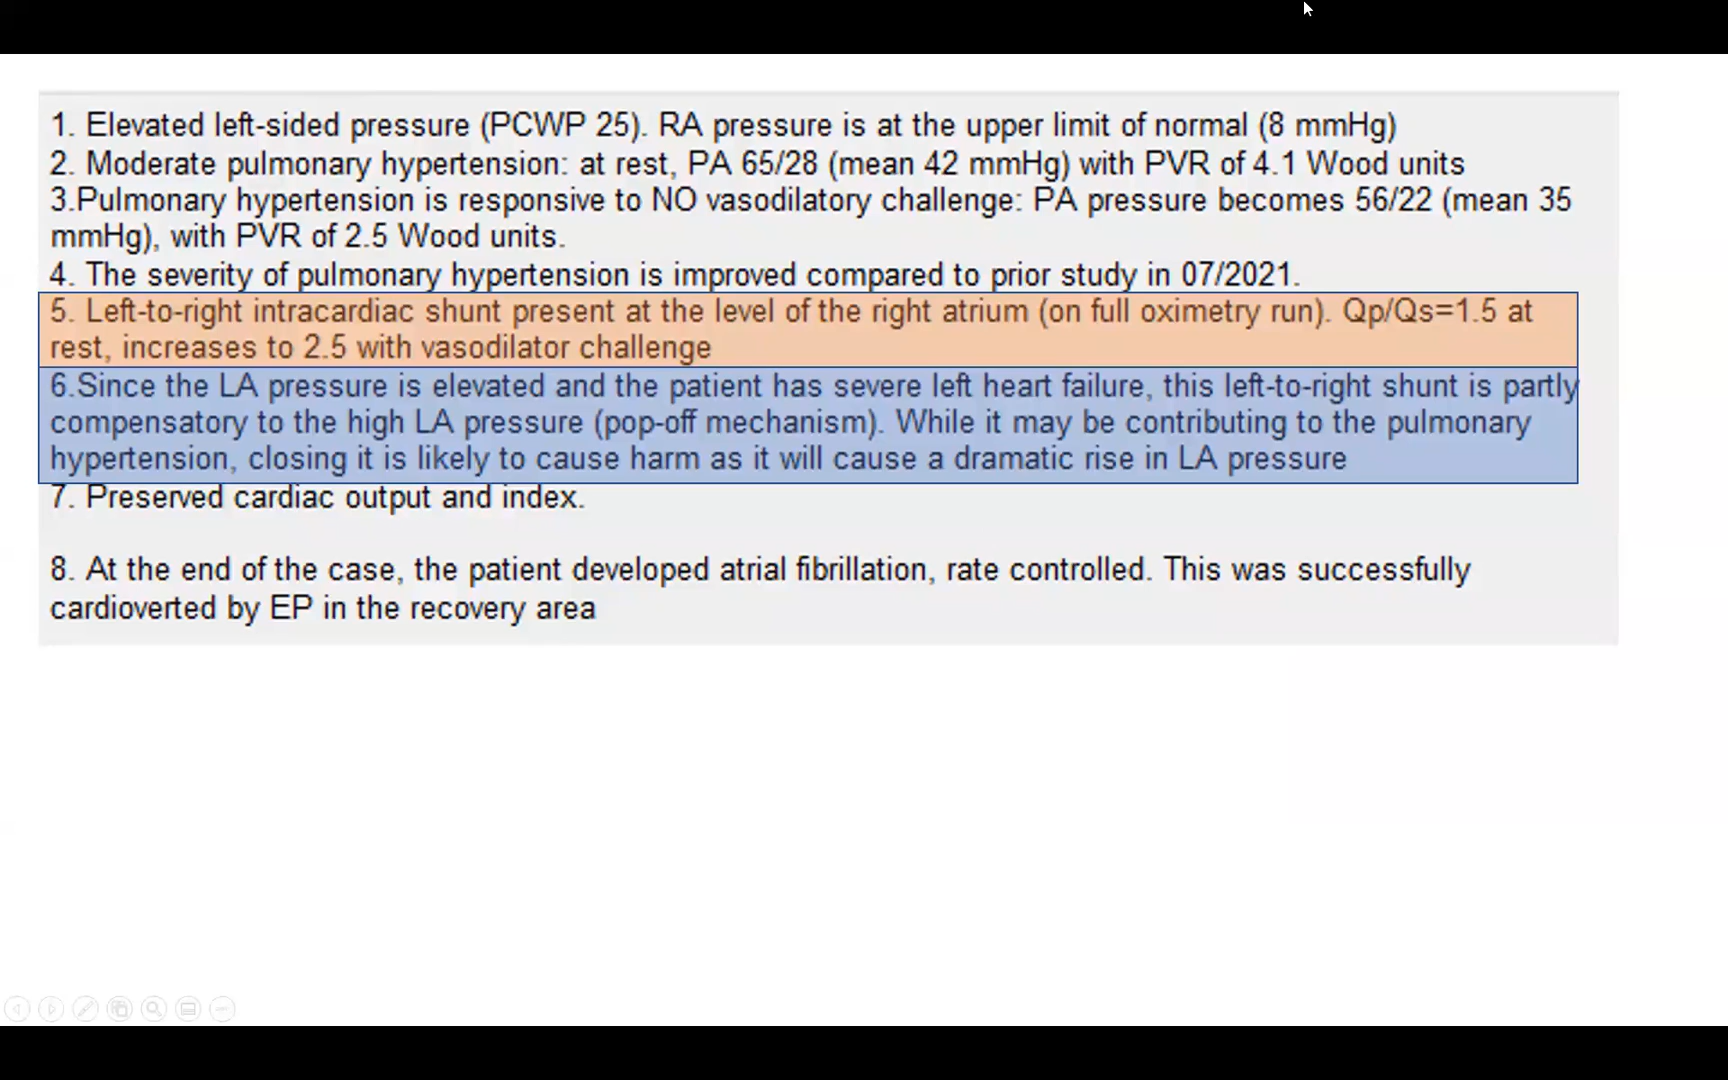 1. Elevated left-sided pressure (PCWP 25). RA pressure is at the upper limit of normal (8 mmHg)
2. Moderate pulmonary hypertension: at rest, PA 65/28 (mean 42 mmHg) with PVR of 4.1 Wood units
3.Pulmonary hypertension is responsive to NO vasodilatory challenge: PA pressure becomes 56/22 (mean 35
mmHg), with PVR of 2.5 Wood units.
4. The severity of pulmonary hypertension is improved compared to prior study in 07/2021.
5. Left-to-right intracardiac shunt present at the level of the right atrium (on full oximetry run). Qp/Qs=1.5 at
rest, increases to 2.5 with vasodilator challenge
6.Since the LA pressure is elevated and the patient has severe left heart failure, this left-to-right shunt is partly
compensatory to the high LA pressure (pop-off mechanism). While it may be contributing to the pulmonary
hypertension, closing it is likely to cause harm as it will cause a dramatic rise in LA pressure
7. Preserved cardiac output and index.
8. At the end of the case, the patient developed atrial fibrillation, rate controlled. This was successfully
cardioverted by EP in the recovery area